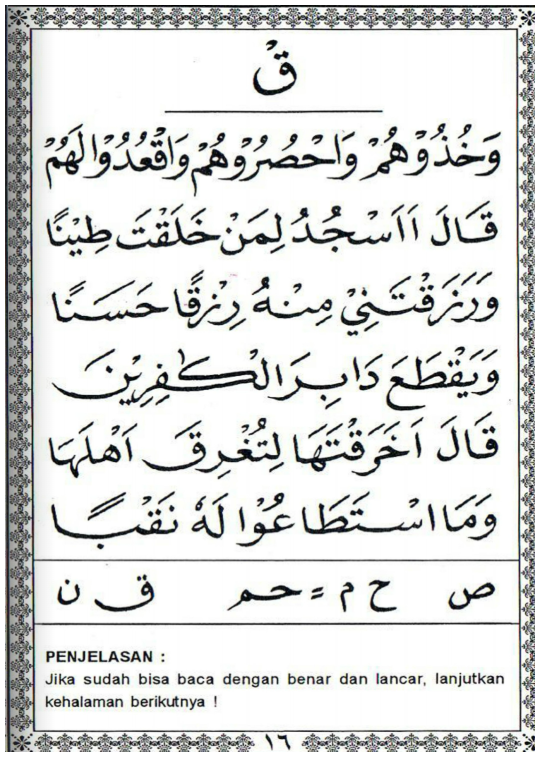 قْ
وَخُذُوْهُمْ وَاحْصُرُوْهُمْ وَاقْعُدُوْا لَهُمْ
قَالَ اَاَسْجُدُ لِمَنْ خَلَقْتَ طِيْنًا
وَرَزَقْتَنِيْ مِنْهُ رِزْقًا حَسَنًا
وَيَقْطَعَ دَابِرَ الْكٰفِرِيْنَ
قَالَ اَخَرَقْتَهَا لِتُغْرِقَ اَهْلَهَا
وَمَا اسْتَطَاعُوْا لَهٗ نَقْبًا
ص ح م = حم ق ن
PENJELASAN :
Jika sudah bisa baca dengan benar dan lancar, lanjutkan
kehalaman berikutnya !
١٦